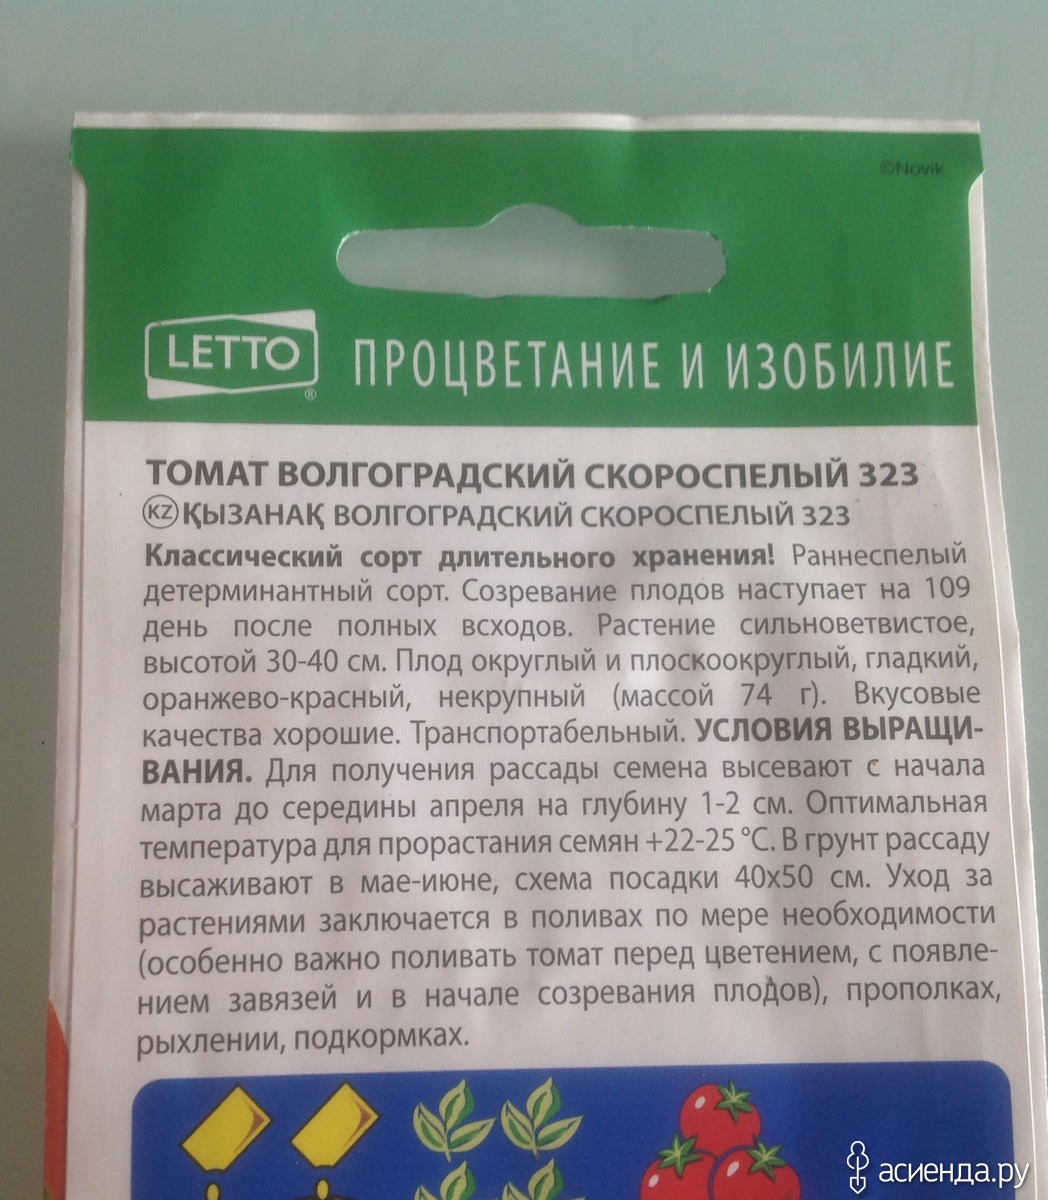 ©Novik
LETTO ®
ПРОЦВЕТАНИЕ И ИЗОБИЛИЕ
ТОМАТ ВОЛГОГРАДСКИЙ СКОРОСПЕЛЫЙ 323
KZ ҚЫЗАНАҚ ВОЛГОГРАДСКИЙ СКОРОСПЕЛЫЙ 323
Классический сорт длительного хранения! Раннеспелый
детерминантный сорт. Созревание плодов наступает на 109
день после полных всходов. Растение сильноветвистое,
высотой 30-40 см. Плод округлый и плоскоокруглый, гладкий,
оранжево-красный, некрупный (массой 74 г). Вкусовые
качества хорошие. Транспортабельный. УСЛОВИЯ ВЫРАЩИ-
ВАНИЯ. Для получения рассады семена высевают с начала
марта до середины апреля на глубину 1-2 см. Оптимальная
температура для прорастания семян +22-25 °С. В грунт рассаду
высаживают в мае-июне, схема посадки 40х50 см. Уход за
растениями заключается в поливах по мере необходимости
(особенно важно поливать томат перед цветением, с появле-
нием завязей и в начале созревания плодов), прополках,
рыхлении, подкормках.
асиенда.ру